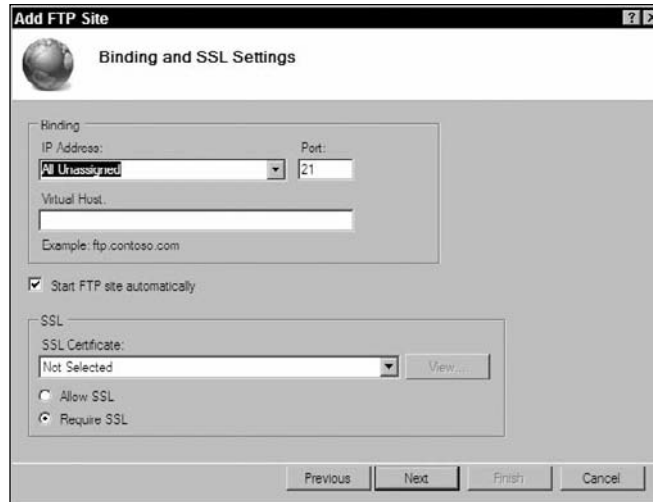 Add FTP Site
Binding and SSL Settings
Binding
IP Address:
Port:
All Unassigned
21
Virtual Host:
Example: ftp.contoso.com
Start FTP site automatically
SSL
SSL Certificate:
Not Selected
View...
Allow SSL
Require SSL
Previous
Next
Finish
Cancel